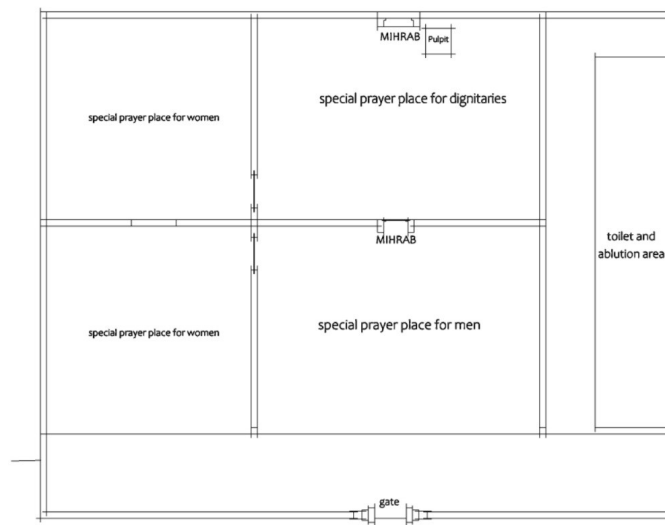 MIHRAB
Pulpit
special prayer place for dignitaries
special prayer place for women
MIHRAB
toilet and
ablution area
special prayer place for men
special prayer place for women
gate